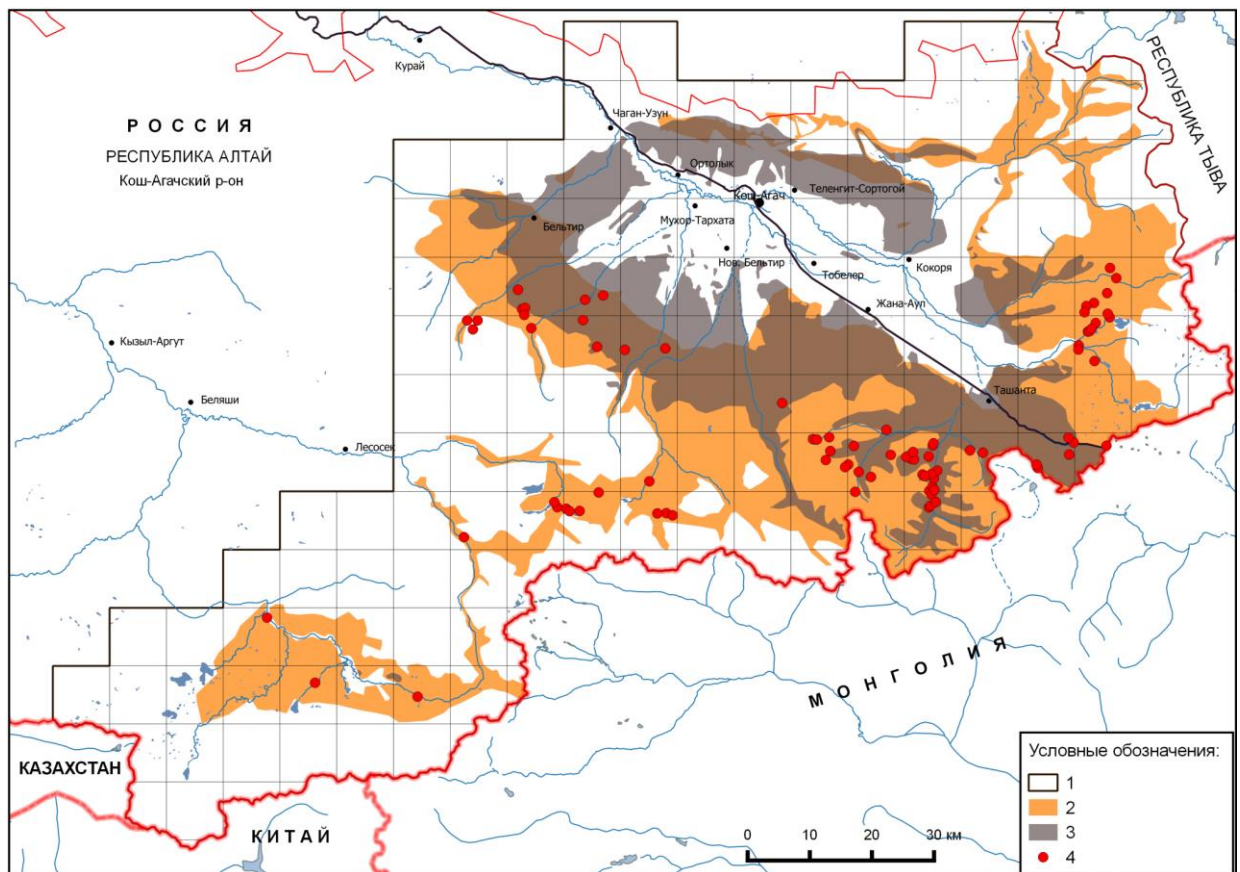 Курай
РЕСПУБЛИКА ТЫВА
РОССИЯ
РЕСПУБЛИКА АЛТАЙ
Кош-Агачский р-он
Чаган-Узун
Ортолык
Теленгит-Сортогой
Кош-Агач
Мухор-Тархата
Бельтир
Нов. Бельтир
Тобелер
Кокоря
Жана-Аул
Кызыл-Аргут
Беляши
Ташанта
Лесосек
МОНГОЛИЯ
КАЗАХСТАН
КИТАЙ
Условные обозначения:
1
2
3
4
0 10 20 30 км